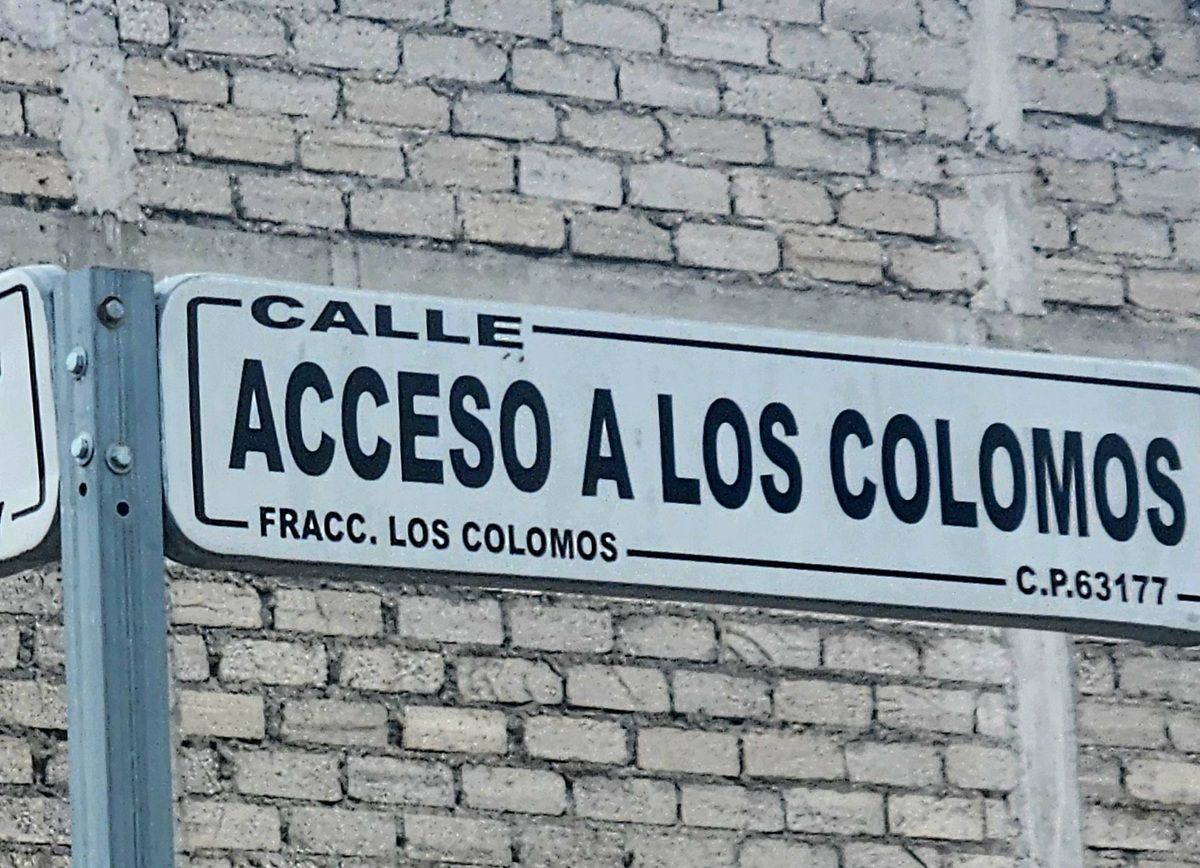 CALLE
ACCESO A LOS COLOMOS
FRACC. LOS COLOMOS
C.P.63177